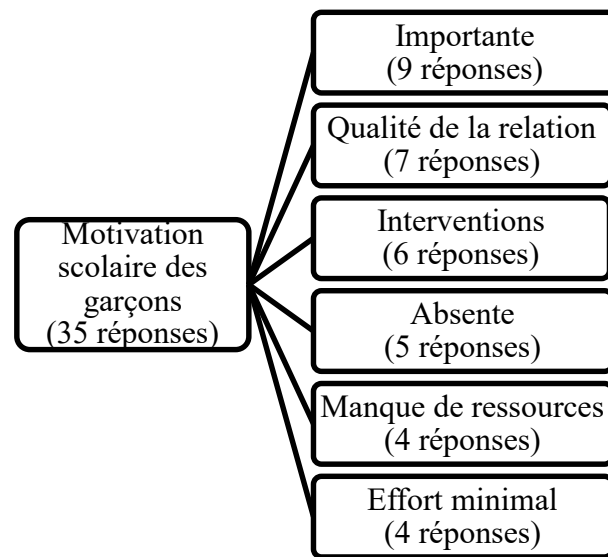 Motivation
scolaire des
garçons
(35 réponses)
Importante
(9 réponses)
Qualité de la relation
(7 réponses)
Interventions
(6 réponses)
Absente
(5 réponses)
Manque de ressources
(4 réponses)
Effort minimal
(4 réponses)